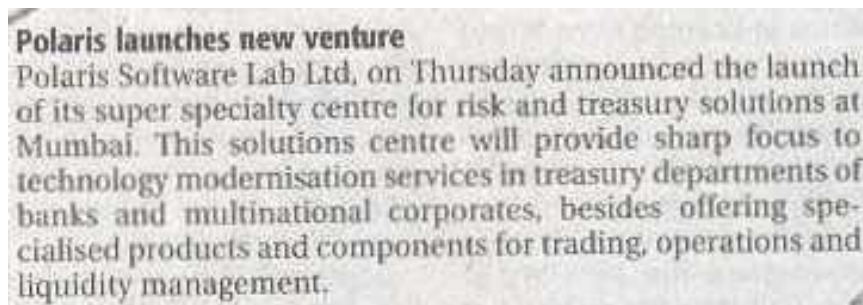 Polaris launches new venture
Polaris Software Lab Ltd, on Thursday announced the launch
of its super specialty centre for risk and treasury solutions at
Mumbai. This solutions centre will provide sharp focus to
technology modernisation services in treasury departments of
banks and multinational corporates, besides offering spe-
cialised products and components for trading, operations and
liquidity management.